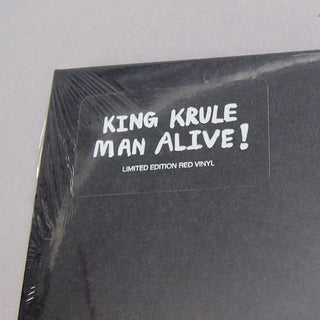 KING KRULE
MAN ALIVE!
LIMITED EDITION RED VINYL